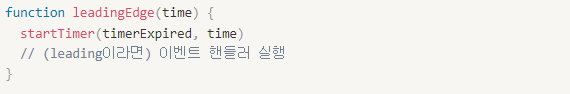 function leadingEdge(time) {
  startTimer(timerExpired, time)
  // (leading이라면) 이벤트 핸들러 실행
}